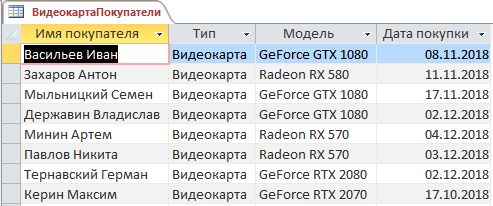 ВидеокартаПокупатели
Имя покупателя Тип Модель Дата покупки
Васильев Иван Видеокарта GeForce GTX 1080 08.11.2018
Захаров Антон Видеокарта Radeon RX 580 11.11.2018
Мыльницкий Семен Видеокарта GeForce GTX 1080 17.11.2018
Державин Владислав Видеокарта GeForce GTX 1080 02.12.2018
Минин Артем Видеокарта Radeon RX 570 04.12.2018
Павлов Никита Видеокарта Radeon RX 570 03.12.2018
Тернавский Герман Видеокарта GeForce RTX 2080 02.12.2018
Керин Максим Видеокарта GeForce RTX 2070 17.10.2018